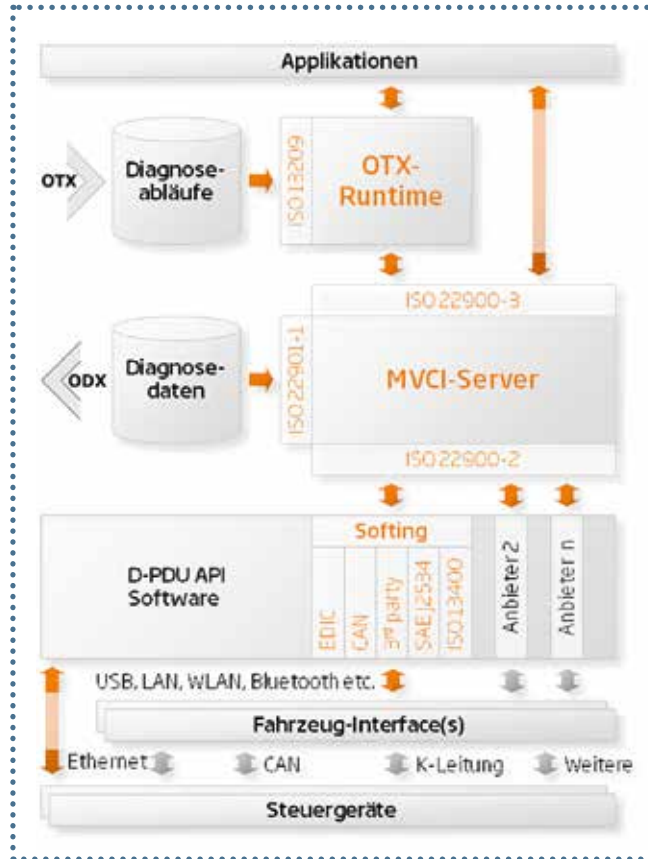 Applikationen
OTX
Diagnose-
abläufe
ISO 13209
OTX-
Runtime
ISO 22900-3
ODX
Diagnose-
daten
ISO 22901-1
MVCI-Server
ISO 22900-2
D-PDU API
Software
Softing
EDIC
CAN
3rd party
SAE J2534
ISO 13400
Anbieter 2
Anbieter n
USB, LAN, WLAN, Bluetooth etc.
Fahrzeug-Interface(s)
Ethernet
CAN
K-Leitung
Weitere
Steuergeräte